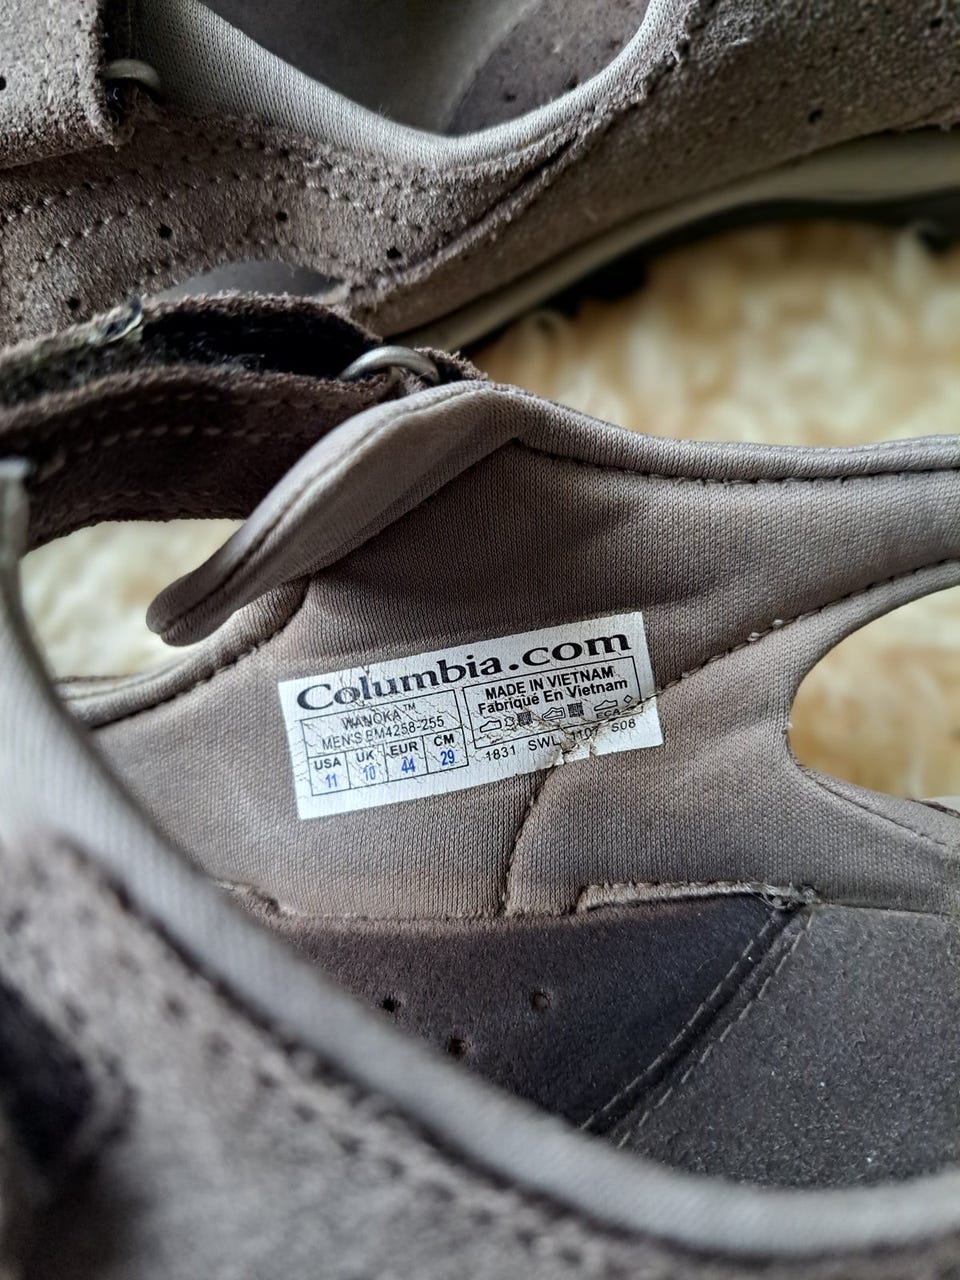 Columbia.com
WANOKA™
MEN'S BM4258-255
USA UK EUR CM
11 10 44 29
MADE IN VIETNAM
Fabriqué En Vietnam
1831 SWL 1107 S08